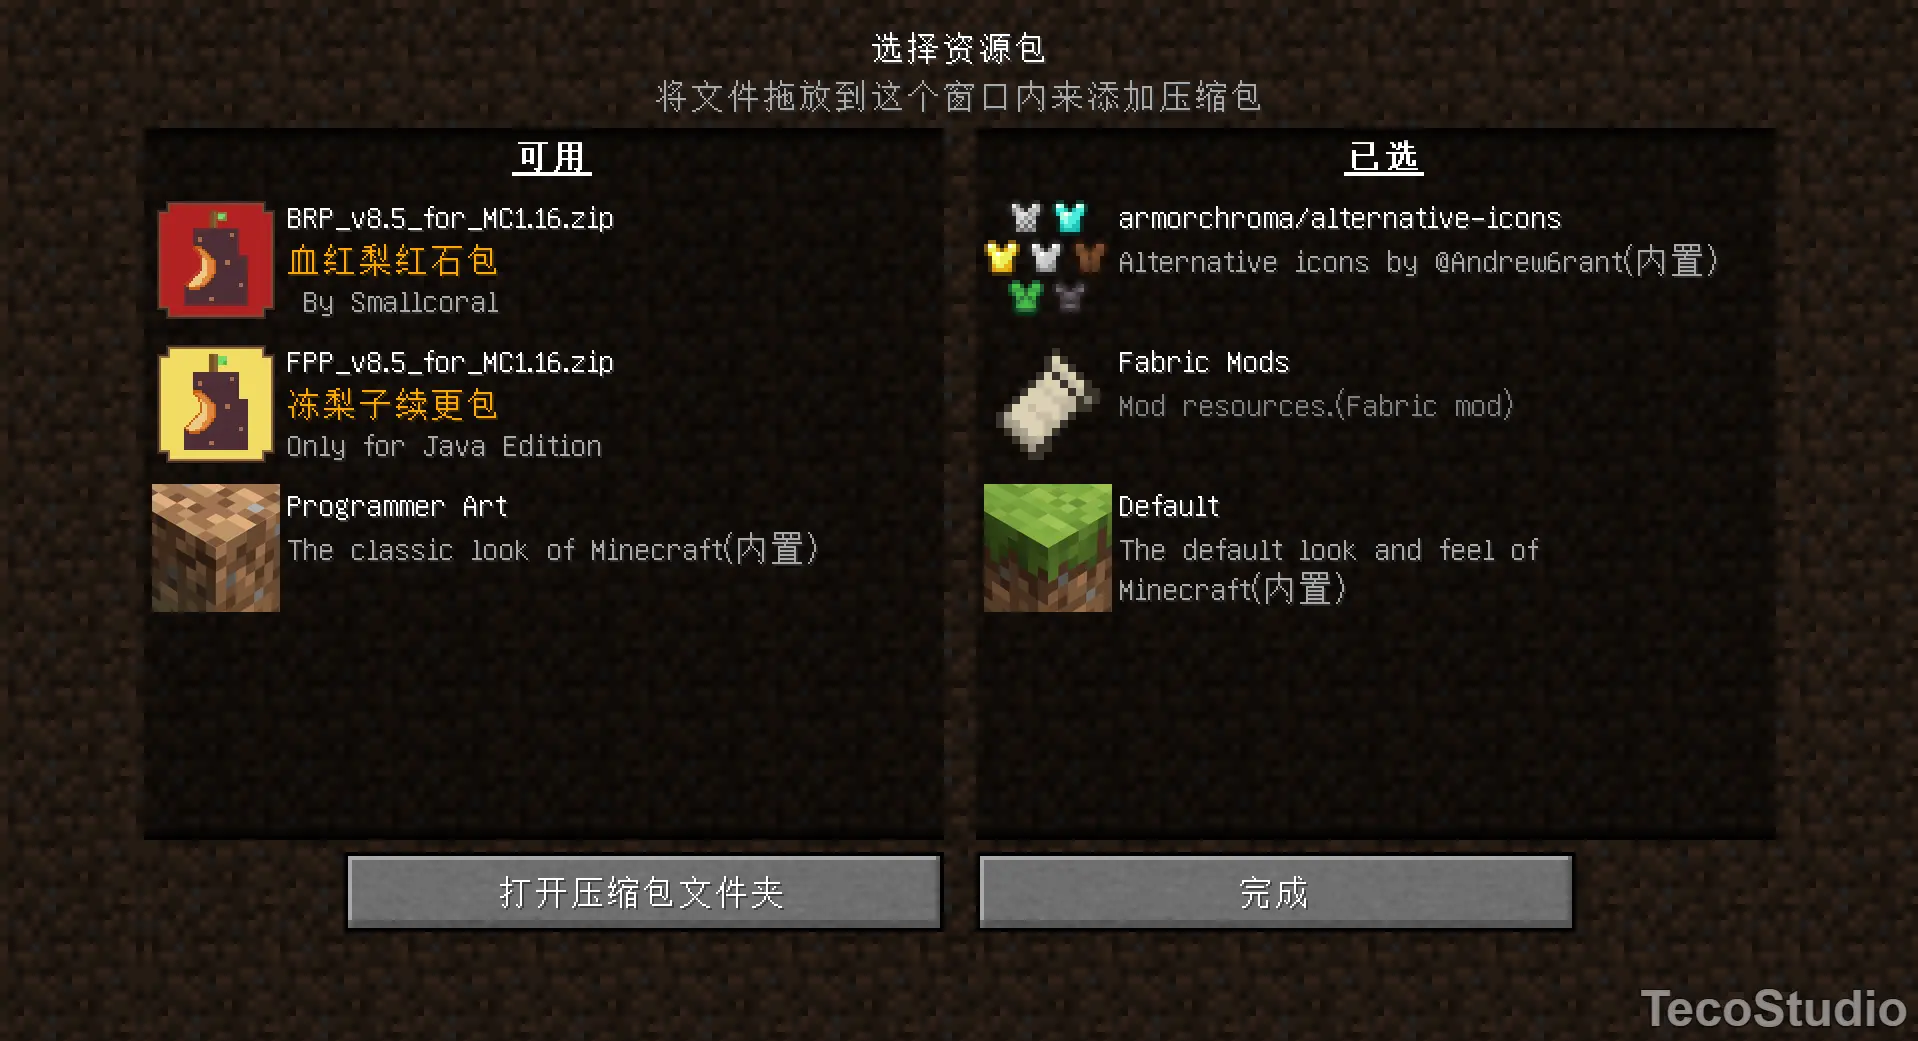 选择资源包
将文件拖放到这个窗口内来添加压缩包
可用
BRP_v8.5_for_MC1.16.zip
血红梨红石包
By Smallcoral
FPP_v8.5_for_MC1.16.zip
冻梨子续更包
Only for Java Edition
Programmer Art
The classic look of Minecraft(内置)
已选
armorchroma/alternative-icons
Alternative icons by @Andrew6rant(内置)
Fabric Mods
Mod resources.(Fabric mod)
Default
The default look and feel of
Minecraft(内置)
打开压缩包文件夹
完成
TecoStudio